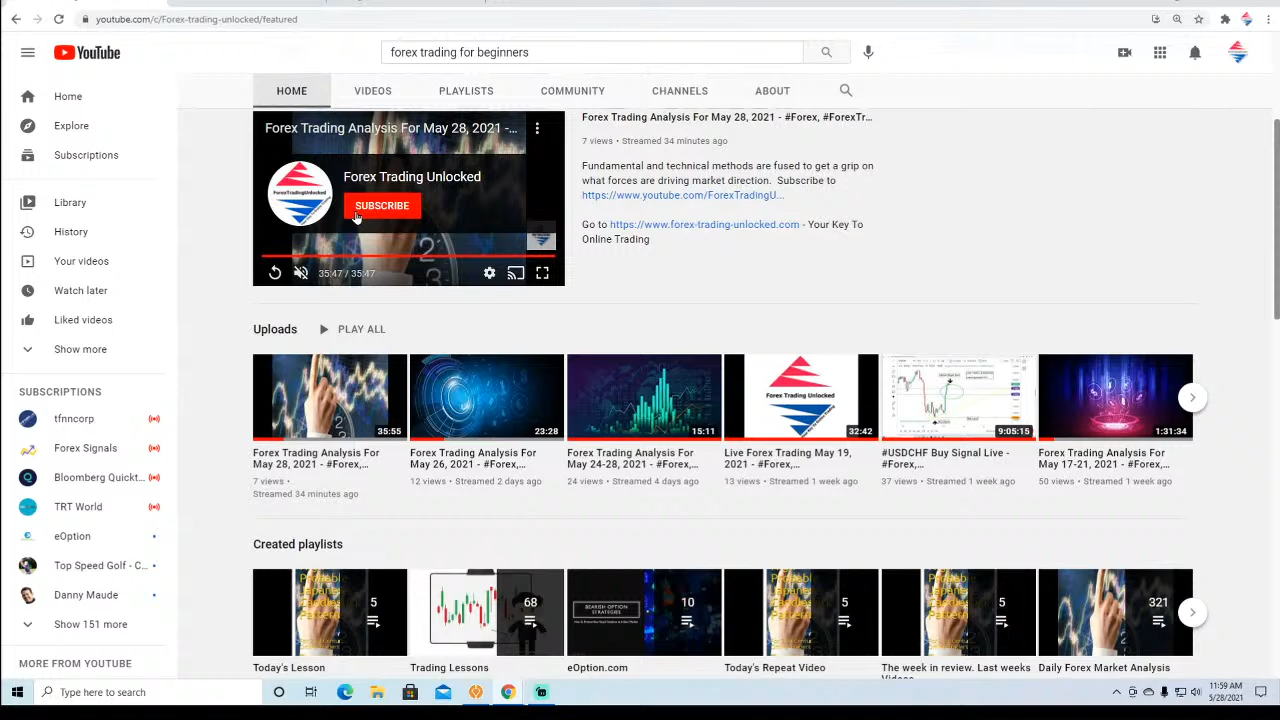 youtube.com/c/Forex-trading-unlocked/featured
YouTube
forex trading for beginners
HOME
VIDEOS
PLAYLISTS
COMMUNITY
CHANNELS
ABOUT
Home
Explore
Subscriptions
Library
History
Your videos
Watch later
Liked videos
Show more
SUBSCRIPTIONS
tfnncorp
Forex Signals
Bloomberg Quickt...
TRT World
eOption
Top Speed Golf - C...
Danny Maude
Show 151 more
MORE FROM YOUTUBE
Forex Trading Analysis For May 28, 2021 -...
Forex Trading Unlocked
ForexTradingUnlocked
SUBSCRIBE
35:47 / 35:47
Forex Trading Analysis For May 28, 2021 - #Forex, #ForexTr...
7 views • Streamed 34 minutes ago
Fundamental and technical methods are fused to get a grip on
what forces are driving market direction. Subscribe to
https://www.youtube.com/ForexTradingU...
Go to https://www.forex-trading-unlocked.com - Your Key To
Online Trading
Uploads
PLAY ALL
35:55
Forex Trading Analysis For
May 28, 2021 - #Forex,...
7 views •
Streamed 34 minutes ago
23:28
Forex Trading Analysis For
May 26, 2021 - #Forex,...
12 views • Streamed 2 days ago
15:11
Forex Trading Analysis For
May 24-28, 2021 - #Forex,...
24 views • Streamed 4 days ago
Forex Trading Unlocked
32:42
Live Forex Trading May 19,
2021 - #Forex,...
13 views • Streamed 1 week ago
9:05:15
#USDCHF Buy Signal Live -
#Forex,...
37 views • Streamed 1 week ago
1:31:34
Forex Trading Analysis For
May 17-21, 2021 - #Forex,...
50 views • Streamed 1 week ago
Created playlists
5
Today's Lesson
68
Trading Lessons
BEARISH OPTION
STRATEGIES
10
eOption.com
5
Today's Repeat Video
5
The week in review. Last weeks
Videos
321
Daily Forex Market Analysis
Type here to search
11:59 AM
5/28/2021